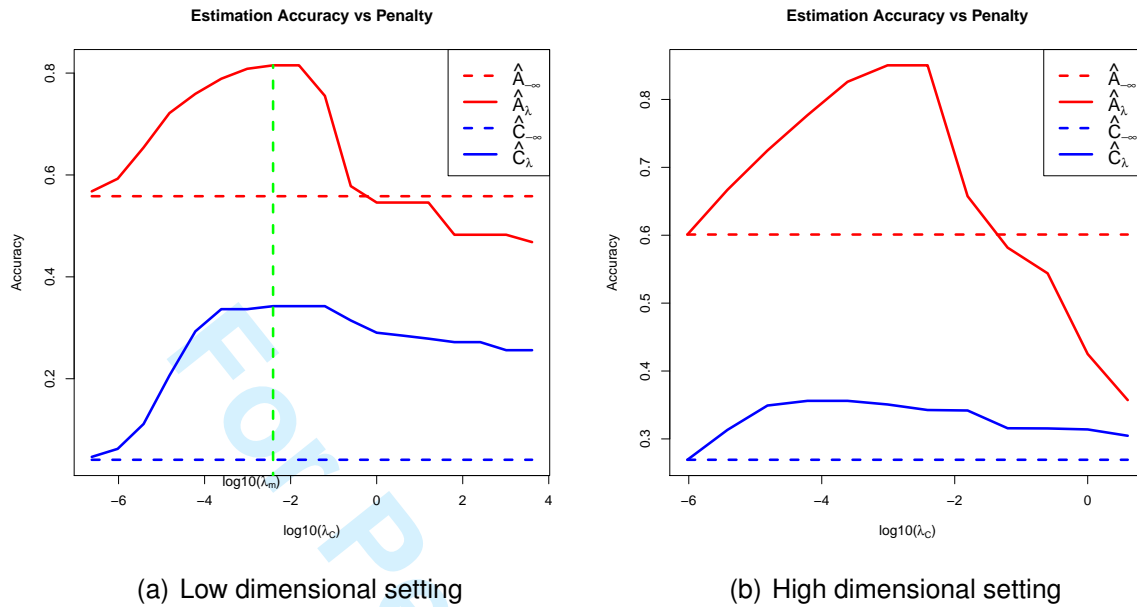 Estimation Accuracy vs Penalty
Accuracy
0.8
0.6
0.4
0.2
Â₋∞
Â_λ
Ĉ₋∞
Ĉ_λ
−6
−4
−2
0
2
4
log10(λ_m)
log10(λ_C)
(a) Low dimensional setting
Estimation Accuracy vs Penalty
Accuracy
0.8
0.7
0.6
0.5
0.4
0.3
Â₋∞
Â_λ
Ĉ₋∞
Ĉ_λ
−6
−4
−2
0
log10(λ_C)
(b) High dimensional setting
For Pe